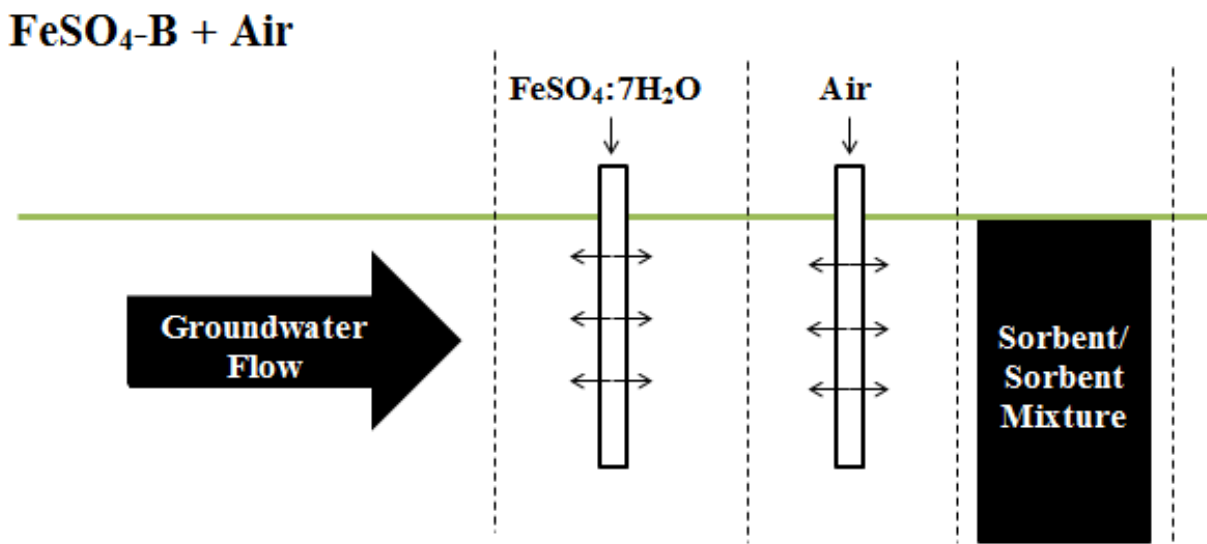 FeSO₄-B + Air
FeSO₄:7H₂O
Air
Groundwater
Flow
Sorbent/
Sorbent
Mixture